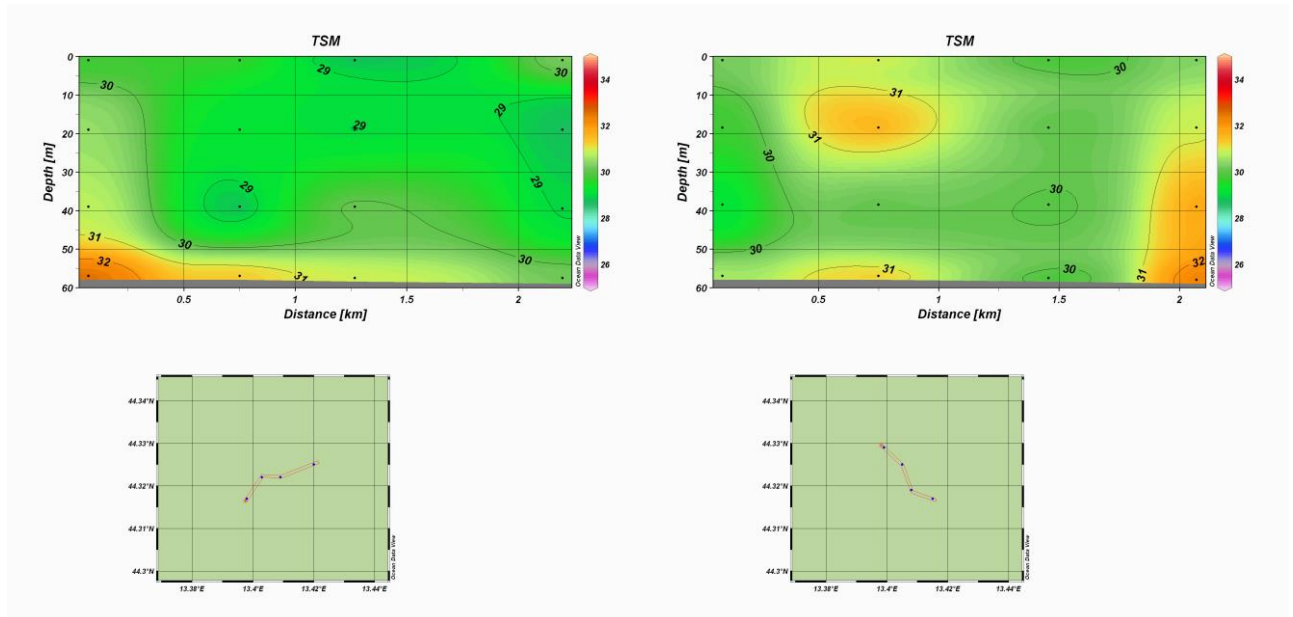 TSM
0
10
20
30
40
50
60
Depth [m]
0.5
1
1.5
2
Distance [km]
29
30
30
29
29
29
29
30
30
31
31
32
34
32
30
28
26
Ocean Data View
TSM
0
10
20
30
40
50
60
Depth [m]
0.5
1
1.5
2
Distance [km]
30
31
31
30
30
30
31
31
30
32
34
32
30
28
26
Ocean Data View
44.34°N
44.33°N
44.32°N
44.31°N
44.3°N
13.38°E
13.4°E
13.42°E
13.44°E
Ocean Data View
44.34°N
44.33°N
44.32°N
44.31°N
44.3°N
13.38°E
13.4°E
13.42°E
13.44°E
Ocean Data View